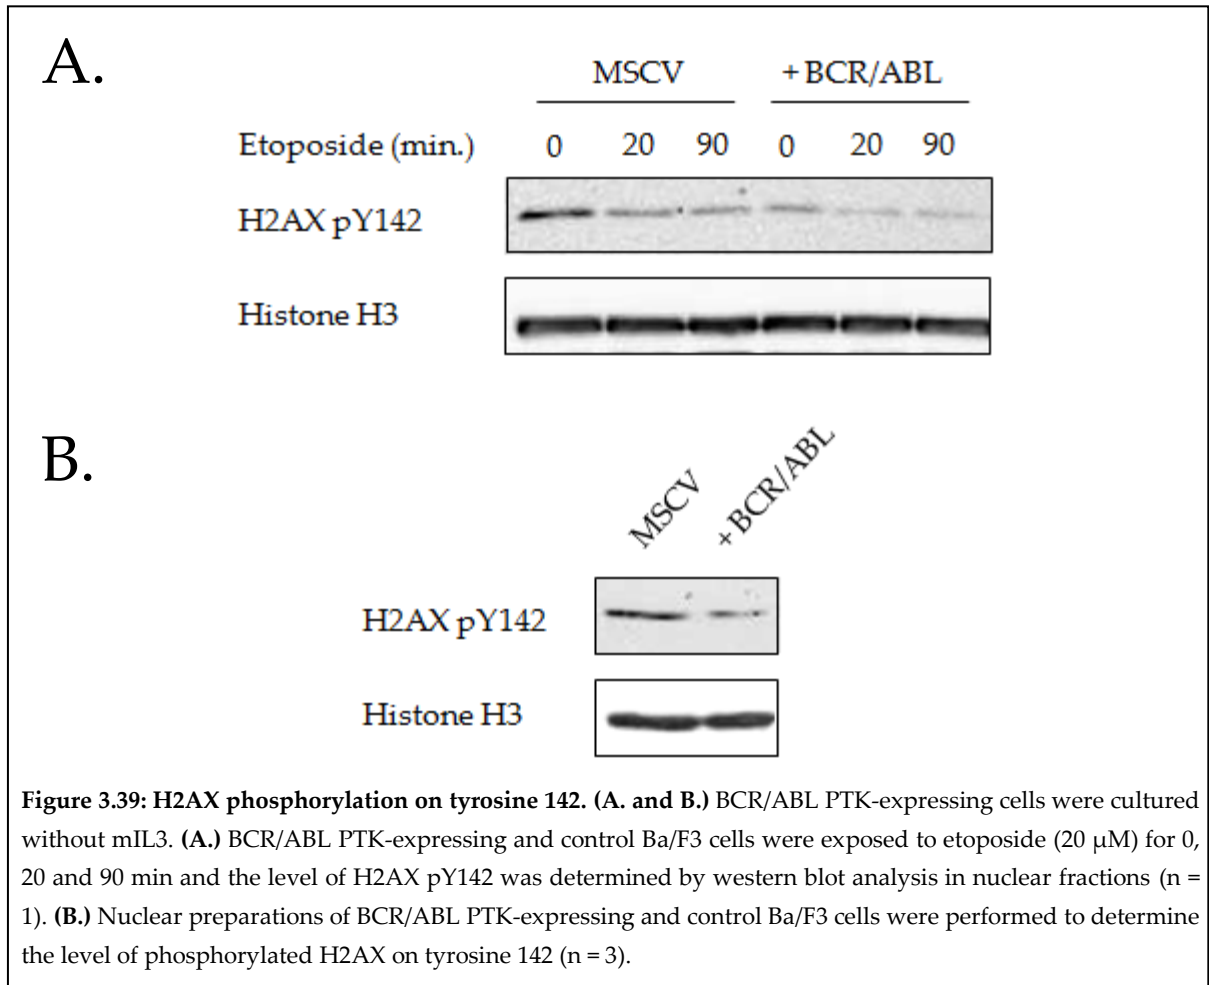 A.
MSCV + BCR/ABL
Etoposide (min.) 0 20 90 0 20 90
H2AX pY142
Histone H3
B.
MSCV + BCR/ABL
H2AX pY142
Histone H3
Figure 3.39: H2AX phosphorylation on tyrosine 142. (A. and B.) BCR/ABL PTK-expressing cells were cultured
without mIL3. (A.) BCR/ABL PTK-expressing and control Ba/F3 cells were exposed to etoposide (20 µM) for 0,
20 and 90 min and the level of H2AX pY142 was determined by western blot analysis in nuclear fractions (n =
1). (B.) Nuclear preparations of BCR/ABL PTK-expressing and control Ba/F3 cells were performed to determine
the level of phosphorylated H2AX on tyrosine 142 (n = 3).